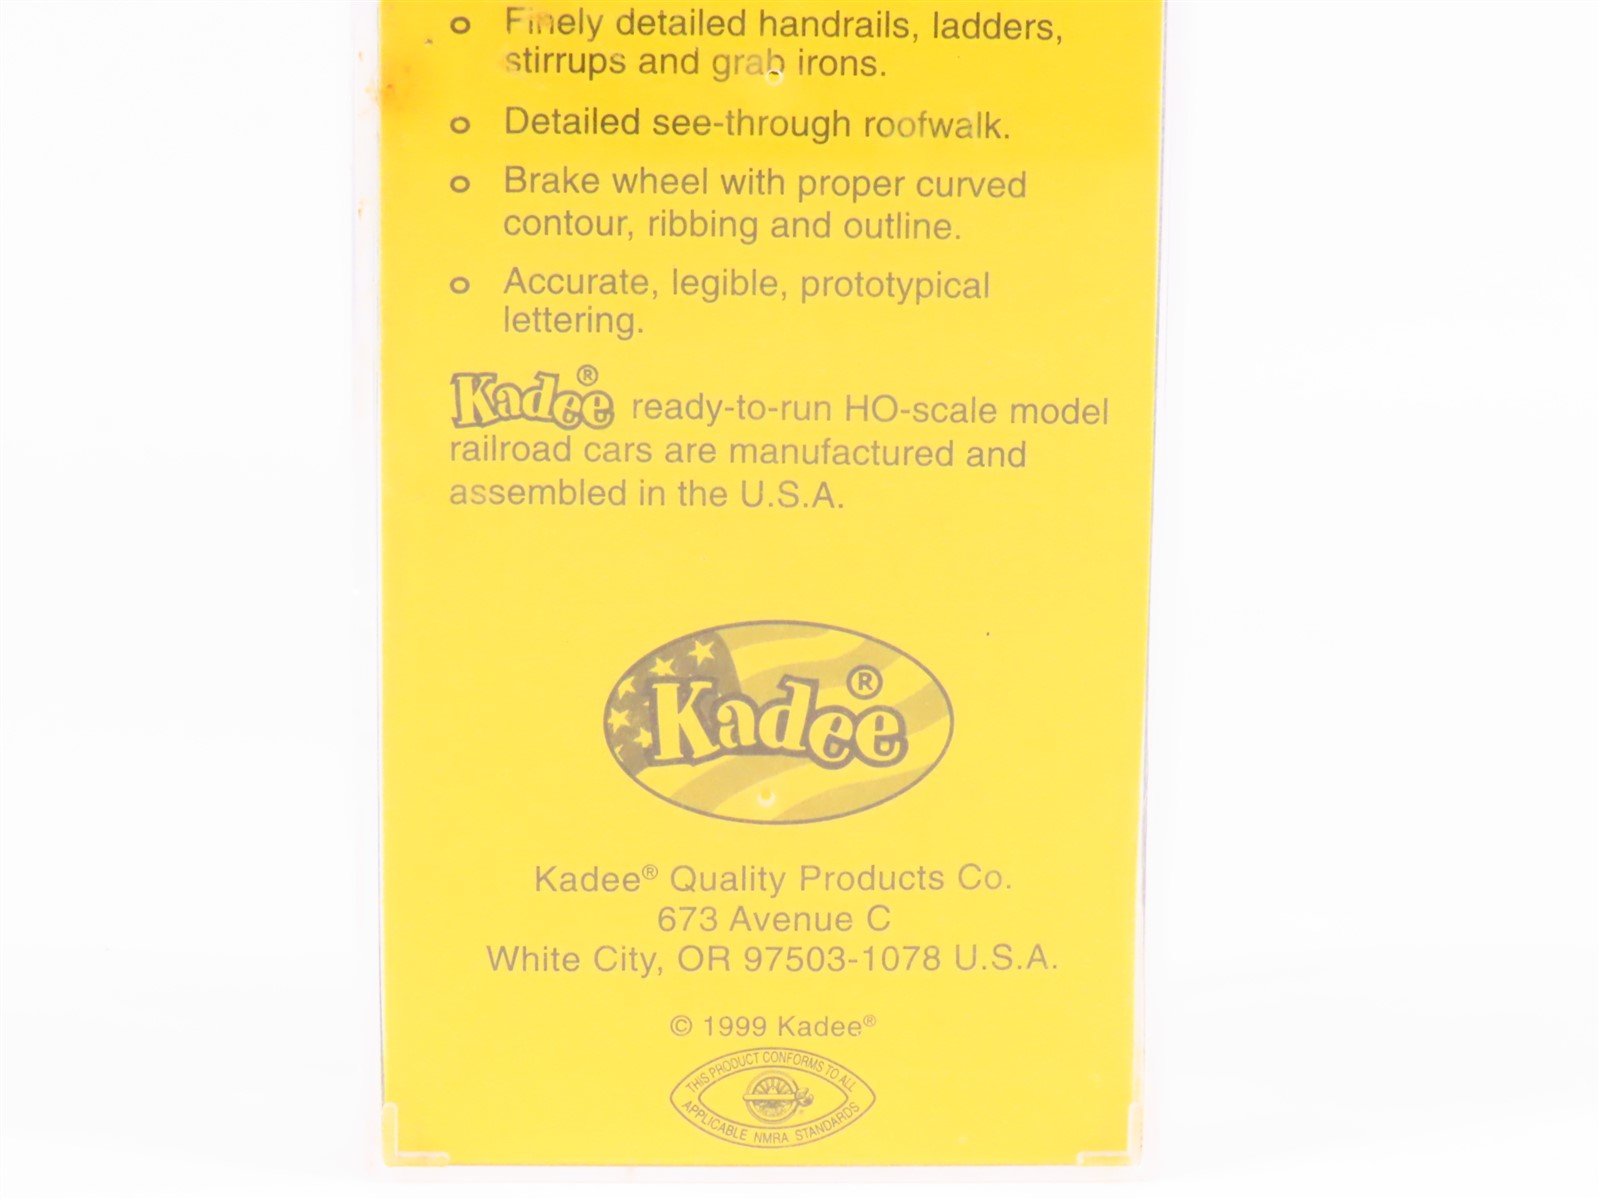 o Finely detailed handrails, ladders,
stirrups and grab irons.
o Detailed see-through roofwalk.
o Brake wheel with proper curved
contour, ribbing and outline.
o Accurate, legible, prototypical
lettering.
Kadee® ready-to-run HO-scale model
railroad cars are manufactured and
assembled in the U.S.A.
Kadee®
Kadee® Quality Products Co.
673 Avenue C
White City, OR 97503-1078 U.S.A.
© 1999 Kadee®
THIS PRODUCT CONFORMS TO ALL
APPLICABLE NMRA STANDARDS